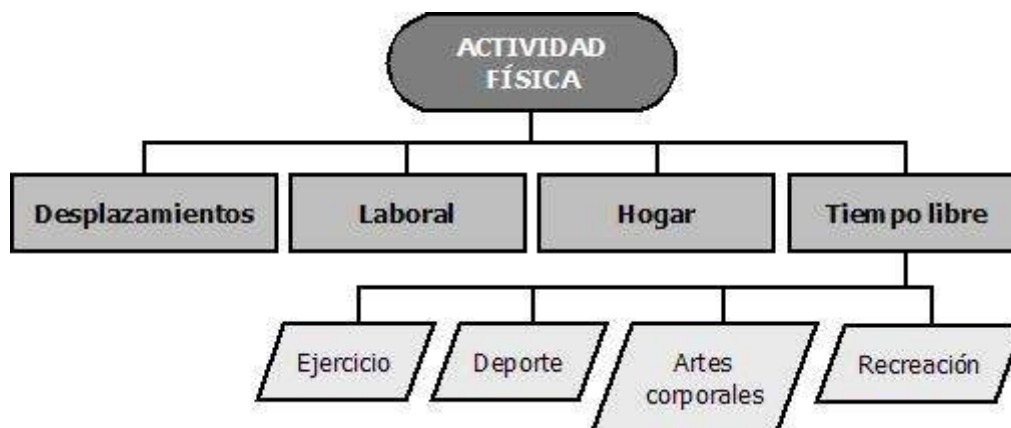 ACTIVIDAD
FÍSICA
Desplazamientos
Laboral
Hogar
Tiempo libre
Ejercicio
Deporte
Artes
corporales
Recreación